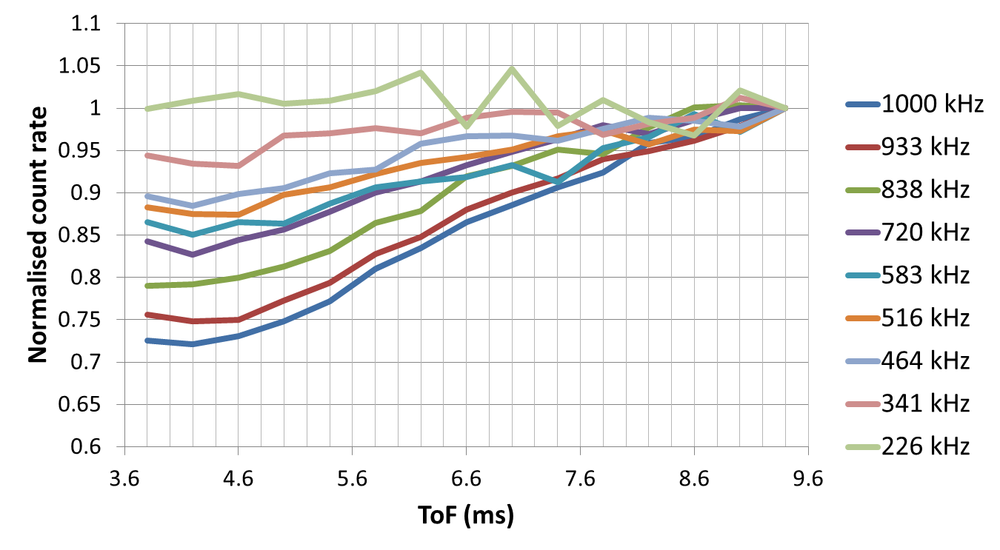 Normalised count rate
1.1
1.05
1
0.95
0.9
0.85
0.8
0.75
0.7
0.65
0.6
3.6 4.6 5.6 6.6 7.6 8.6 9.6
ToF (ms)
1000 kHz
933 kHz
838 kHz
720 kHz
583 kHz
516 kHz
464 kHz
341 kHz
226 kHz